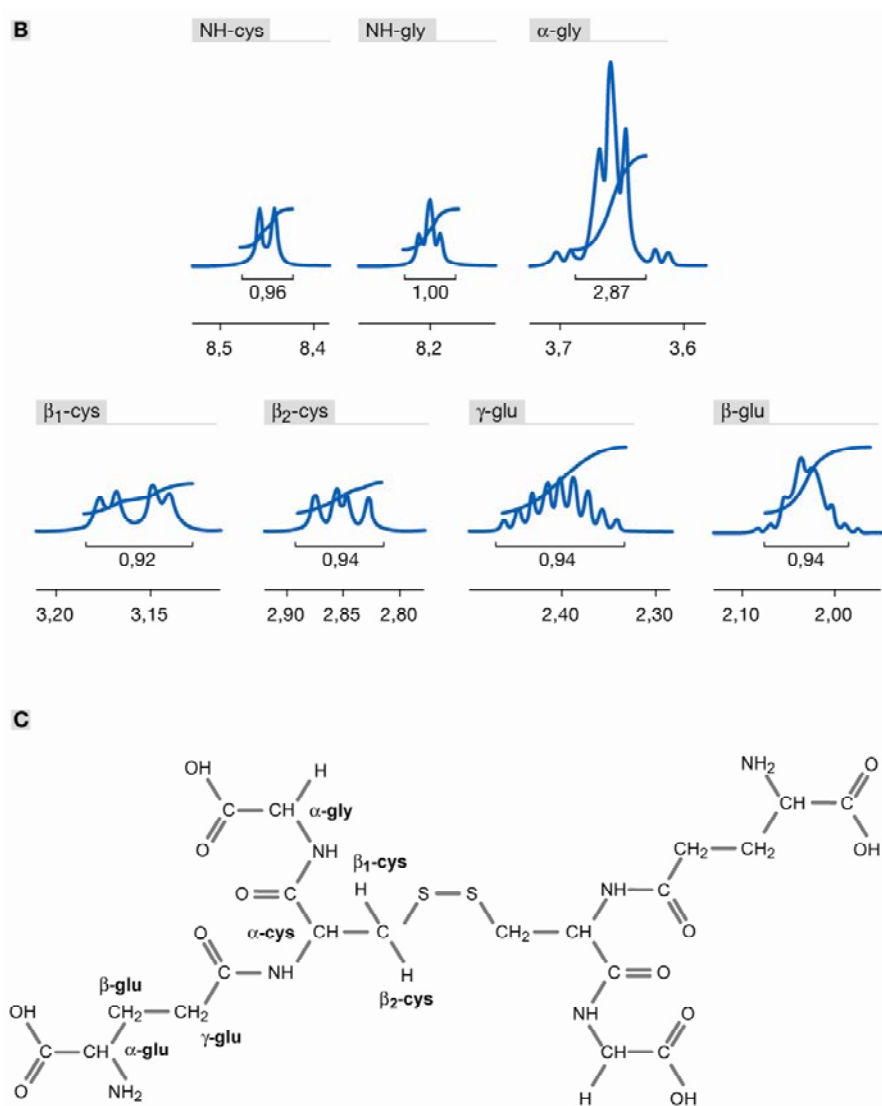 B
NH-cys NH-gly α-gly
0,96 1,00 2,87
8,5 8,4 8,2 3,7 3,6
β₁-cys β₂-cys γ-glu β-glu
0,92 0,94 0,94 0,94
3,20 3,15 2,90 2,85 2,80 2,40 2,30 2,10 2,00
C
OH H NH₂ O
C CH α-gly CH C
O NH β₁-cys OH
H S S CH₂ CH₂
O C NH C
α-cys CH C CH₂ CH O
O
C NH H C O
β-glu β₂-cys
OH CH₂ CH₂ NH O
γ-glu
C CH α-glu CH C
O NH₂ H OH